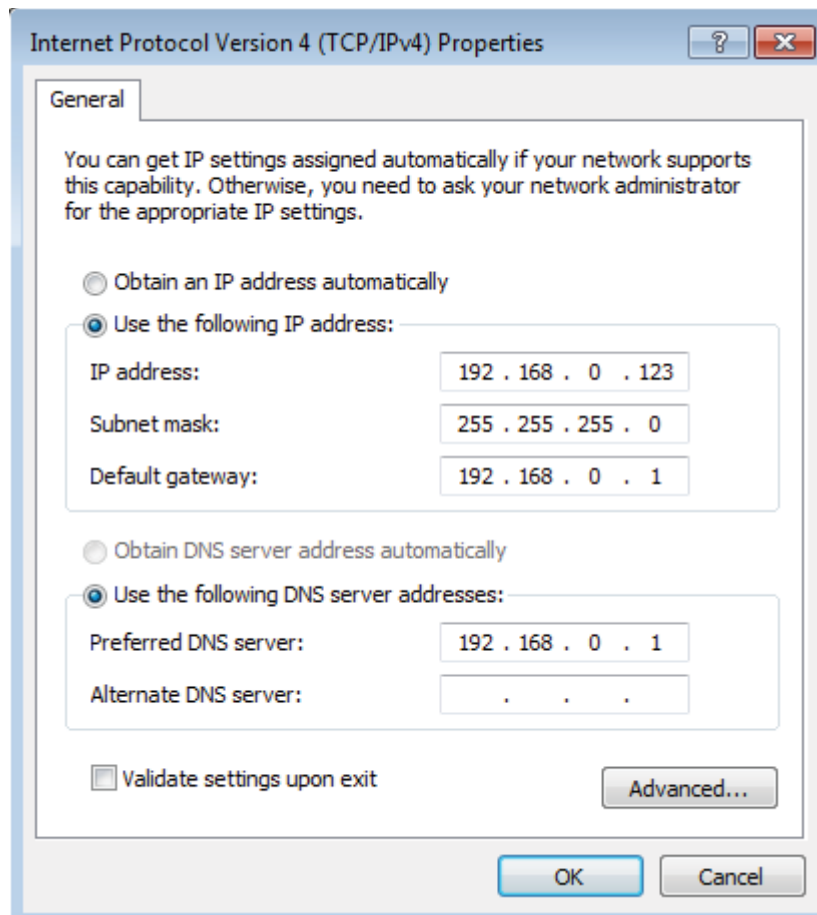 Internet Protocol Version 4 (TCP/IPv4) Properties
?
General
You can get IP settings assigned automatically if your network supports
this capability. Otherwise, you need to ask your network administrator
for the appropriate IP settings.
Obtain an IP address automatically
Use the following IP address:
IP address: 192 . 168 . 0 . 123
Subnet mask: 255 . 255 . 255 . 0
Default gateway: 192 . 168 . 0 . 1
Obtain DNS server address automatically
Use the following DNS server addresses:
Preferred DNS server: 192 . 168 . 0 . 1
Alternate DNS server: . . .
Validate settings upon exit
Advanced...
OK Cancel